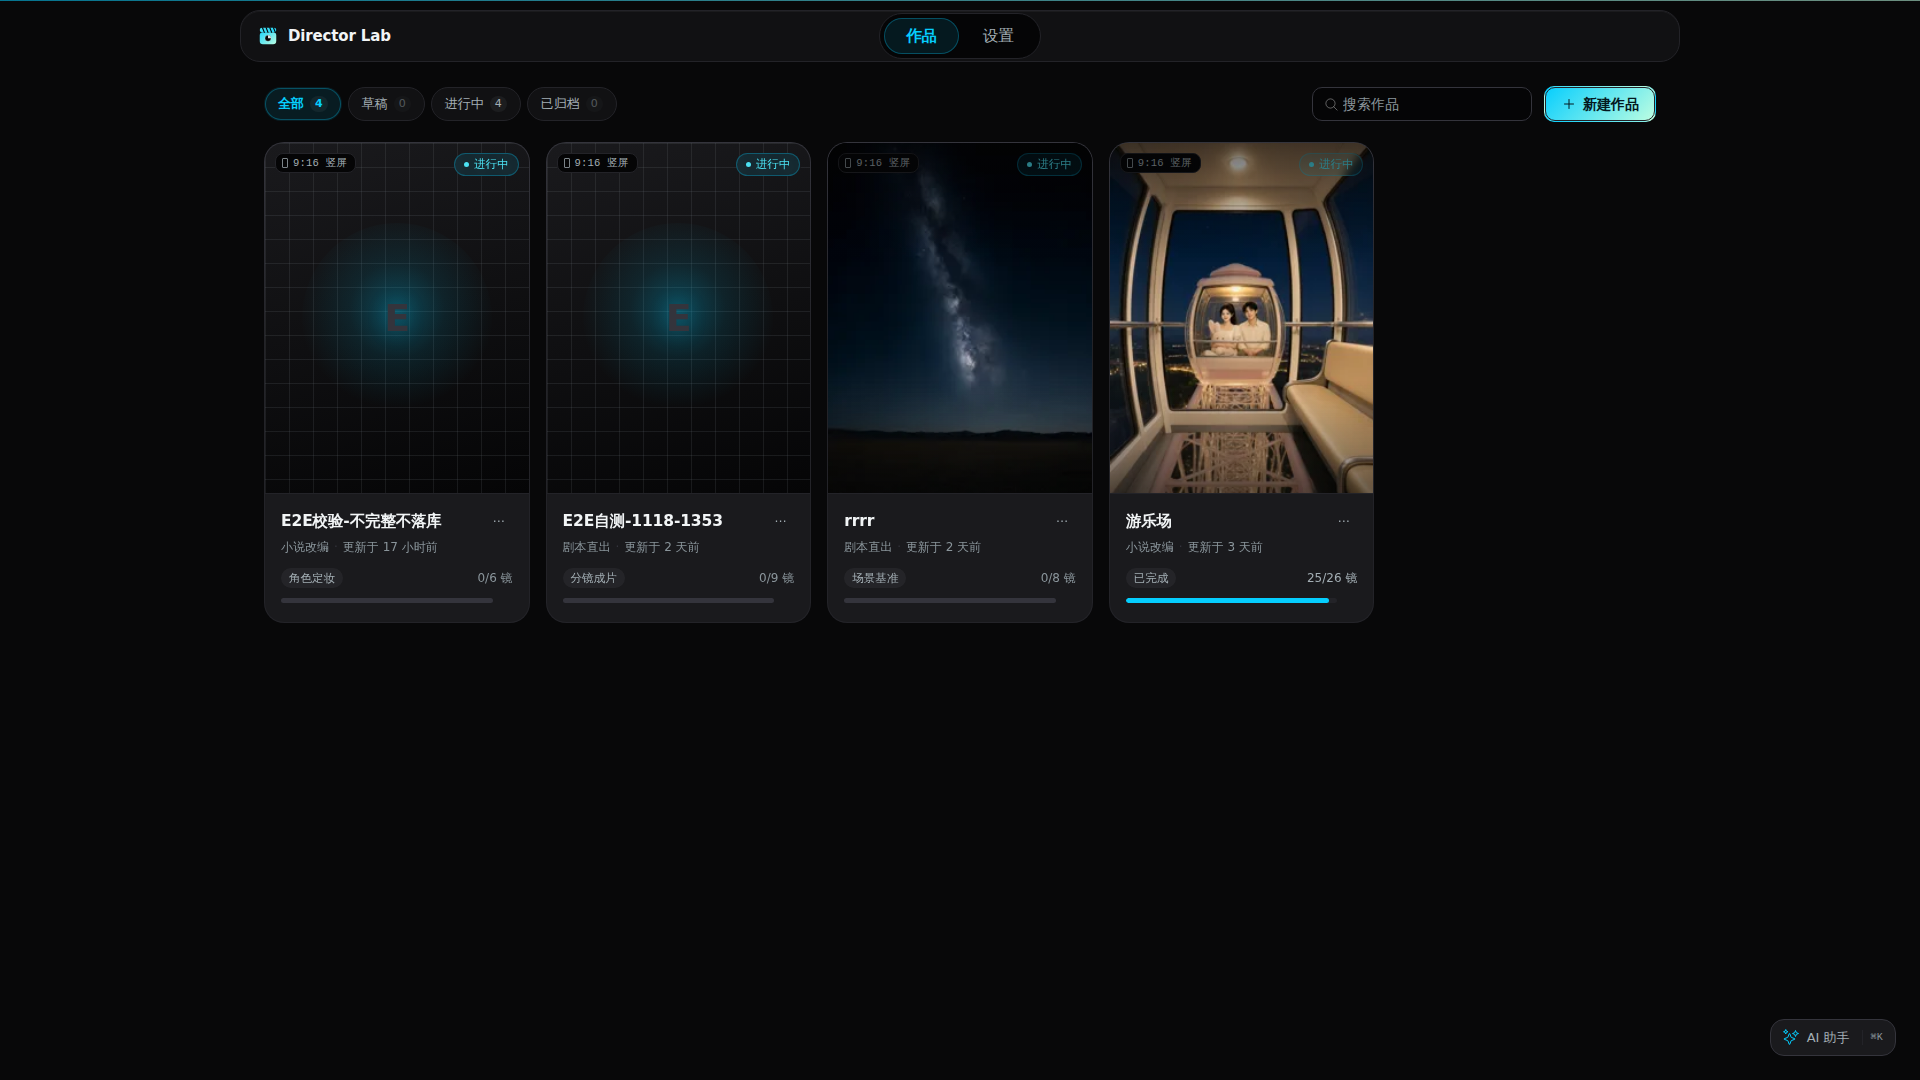 Director Lab
作品
设置
全部 4
草稿 0
进行中 4
已归档 0
搜索作品
+ 新建作品
9:16 竖屏
进行中
E
E2E校验-不完整不落库
...
小说改编 · 更新于 17 小时前
角色定妆
0/6 镜
9:16 竖屏
进行中
E
E2E自测-1118-1353
...
剧本直出 · 更新于 2 天前
分镜成片
0/9 镜
9:16 竖屏
进行中
rrrr
...
剧本直出 · 更新于 2 天前
场景基准
0/8 镜
9:16 竖屏
进行中
游乐场
...
小说改编 · 更新于 3 天前
已完成
25/26 镜
AI 助手
⌘K